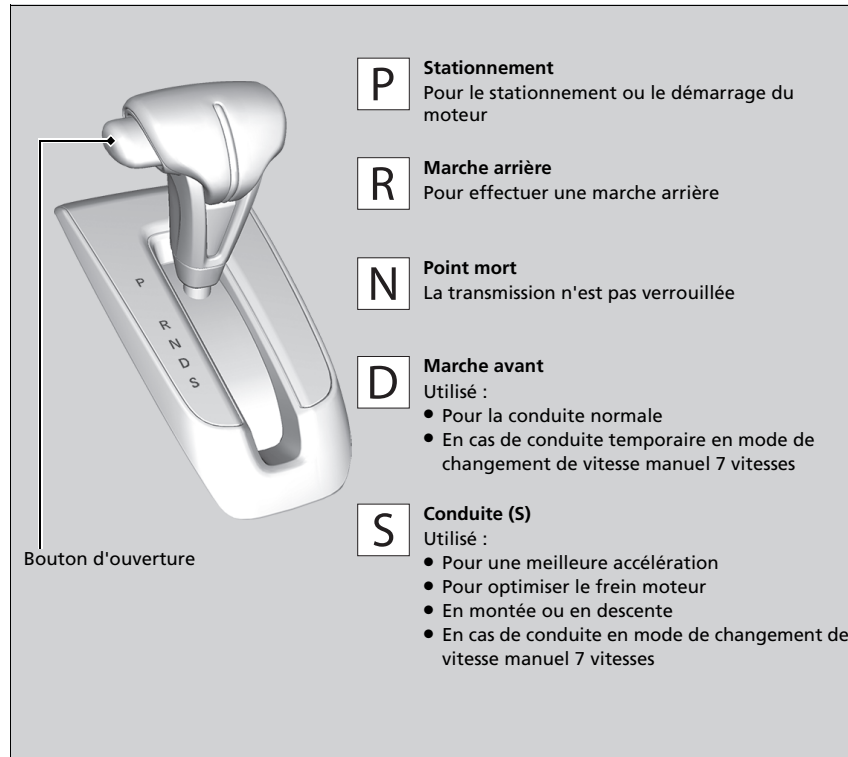 P
Stationnement
Pour le stationnement ou le démarrage du
moteur
R
Marche arrière
Pour effectuer une marche arrière
N
Point mort
La transmission n'est pas verrouillée
D
Marche avant
Utilisé :
● Pour la conduite normale
● En cas de conduite temporaire en mode de
changement de vitesse manuel 7 vitesses
S
Conduite (S)
Utilisé :
● Pour une meilleure accélération
● Pour optimiser le frein moteur
● En montée ou en descente
● En cas de conduite en mode de changement de
vitesse manuel 7 vitesses
P
R
N
D
S
Bouton d'ouverture